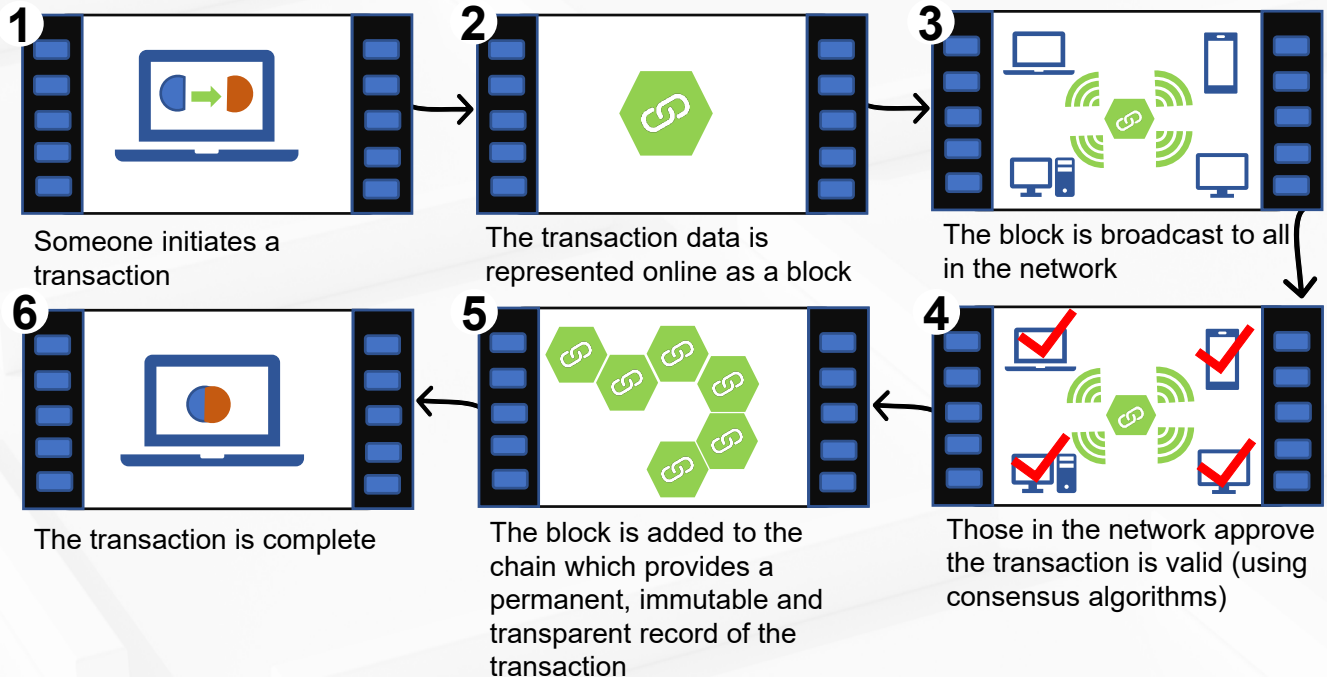 1
Someone initiates a
transaction
2
The transaction data is
represented online as a block
3
The block is broadcast to all
in the network
4
Those in the network approve
the transaction is valid (using
consensus algorithms)
5
The block is added to the
chain which provides a
permanent, immutable and
transparent record of the
transaction
6
The transaction is complete